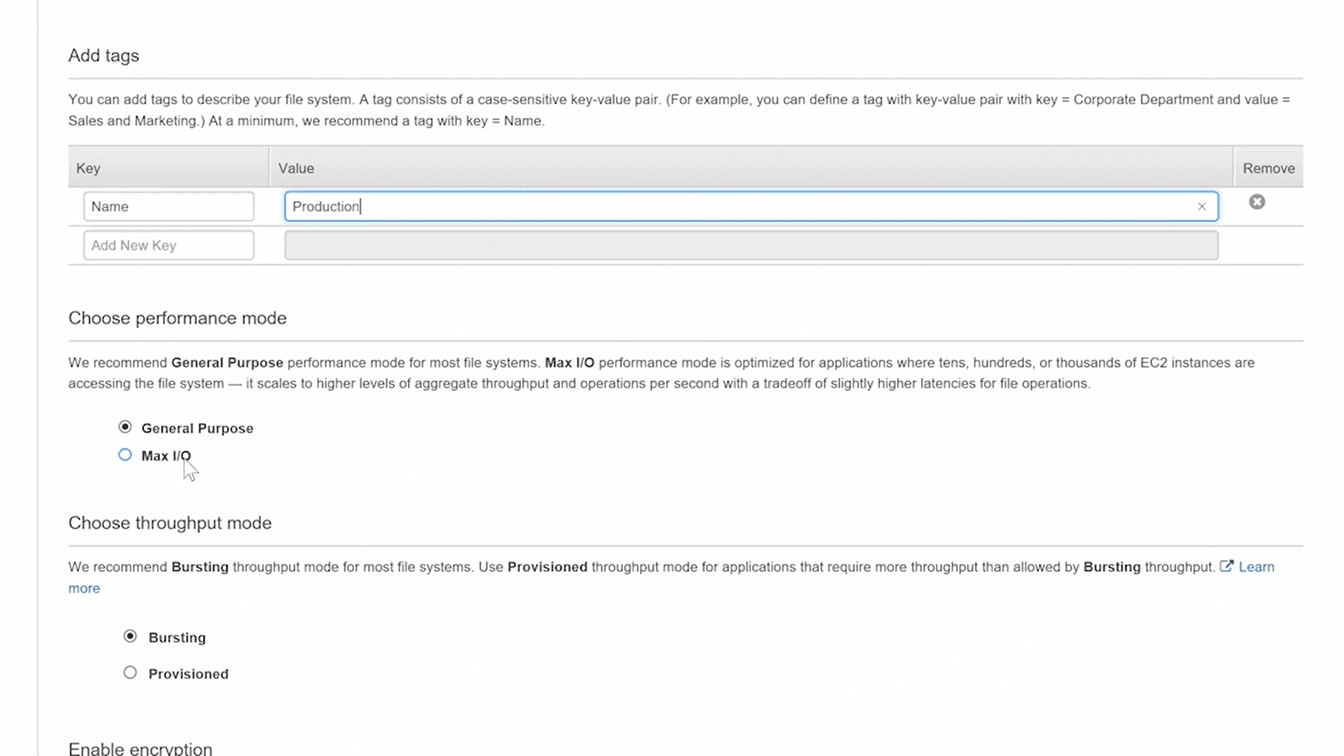 Add tags
You can add tags to describe your file system. A tag consists of a case-sensitive key-value pair. (For example, you can define a tag with key-value pair with key = Corporate Department and value =
Sales and Marketing.) At a minimum, we recommend a tag with key = Name.
Key Value Remove
Name Production
Add New Key
Choose performance mode
We recommend General Purpose performance mode for most file systems. Max I/O performance mode is optimized for applications where tens, hundreds, or thousands of EC2 instances are
accessing the file system — it scales to higher levels of aggregate throughput and operations per second with a tradeoff of slightly higher latencies for file operations.
General Purpose
Max I/O
Choose throughput mode
We recommend Bursting throughput mode for most file systems. Use Provisioned throughput mode for applications that require more throughput than allowed by Bursting throughput. Learn
more
Bursting
Provisioned
Enable encryption